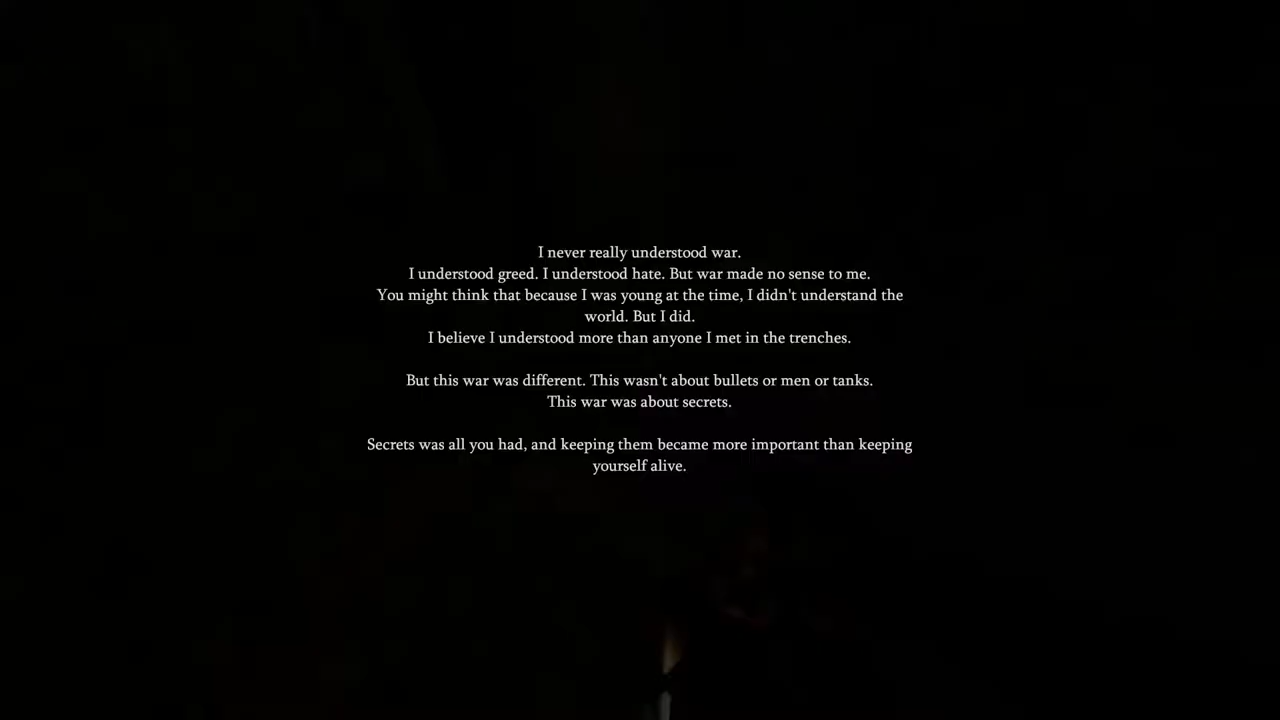 I never really understood war.
I understood greed. I understood hate. But war made no sense to me.
You might think that because I was young at the time, I didn't understand the
world. But I did.
I believe I understood more than anyone I met in the trenches.
But this war was different. This wasn't about bullets or men or tanks.
This war was about secrets.
Secrets was all you had, and keeping them became more important than keeping
yourself alive.